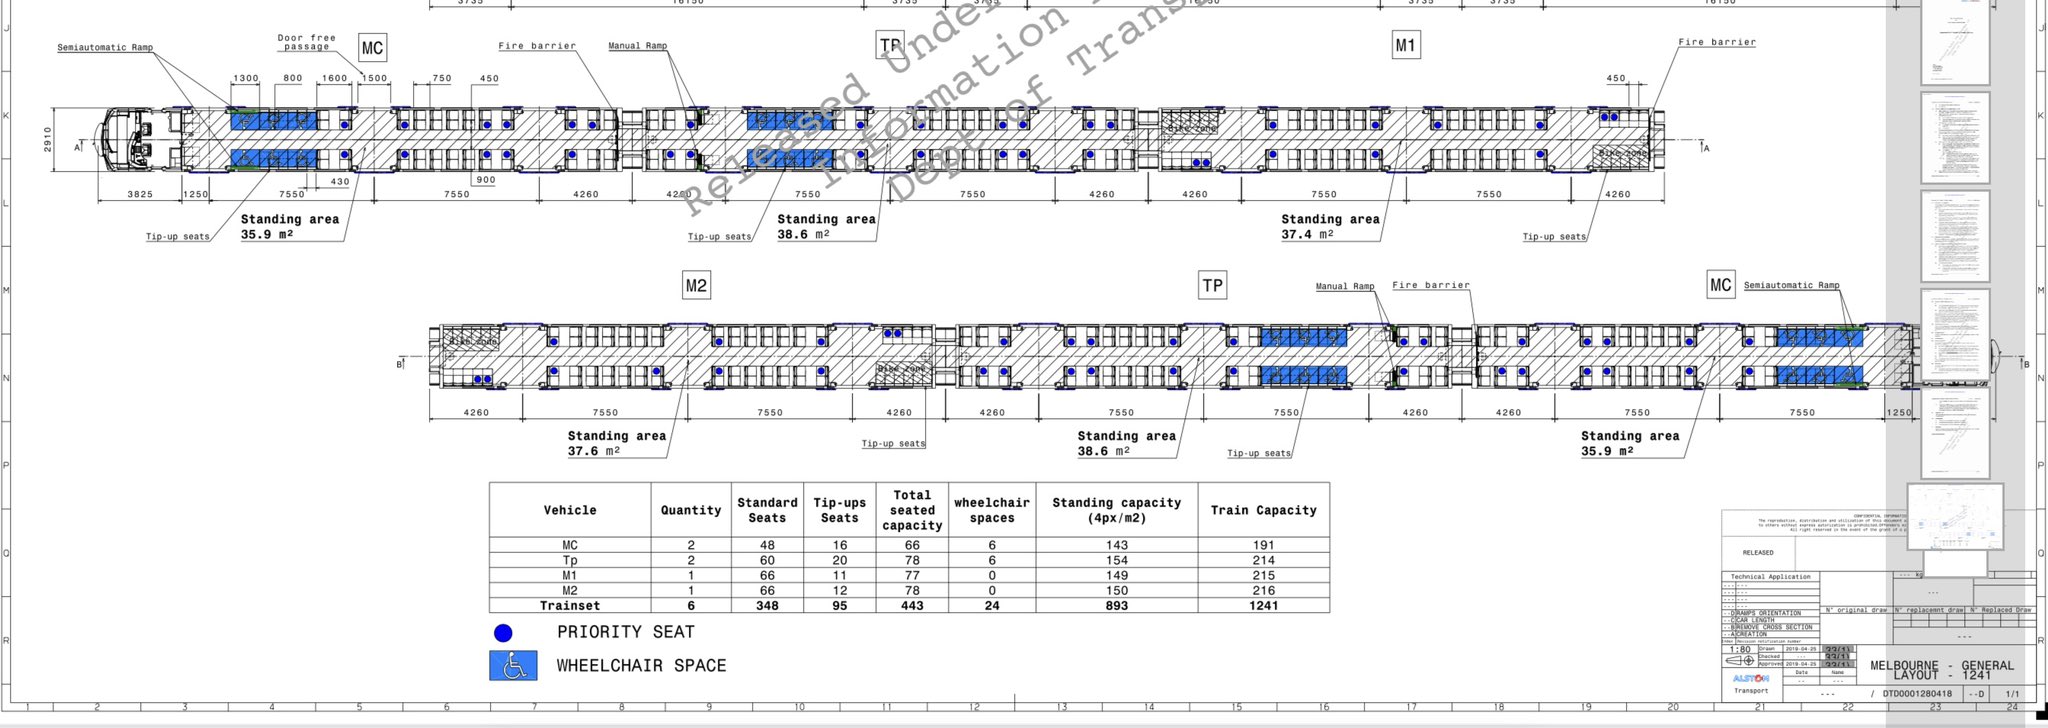 3735 16150 3735 3735 16150 3735 3735 16150
Released Under
Information
Dept of Transp
Semiautomatic Ramp
Door free
passage
MC
Fire barrier
Manual Ramp
TP
M1
Fire barrier
1300 800 1600 1500 750 450 450
2910
A
Bike zone
Bike zone
A
430 900
3825 1250 7550 7550 4260 4260 7550 7550 4260 4260 7550 7550 4260
Standing area
35.9 m²
Tip-up seats
Standing area
38.6 m²
Tip-up seats
Standing area
37.4 m²
Tip-up seats
M2
TP
Manual Ramp
Fire barrier
MC
Semiautomatic Ramp
Bike zone
Bike zone
B
B
4260 7550 7550 4260 4260 7550 7550 4260 4260 7550 7550 1250
Standing area
37.6 m²
Tip-up seats
Standing area
38.6 m²
Tip-up seats
Standing area
35.9 m²
Vehicle Quantity Standard Seats Tip-ups Seats Total seated capacity wheelchair spaces Standing capacity (4px/m2) Train Capacity
MC 2 48 16 66 6 143 191
Tp 2 60 20 78 6 154 214
M1 1 66 11 77 0 149 215
M2 1 66 12 78 0 150 216
Trainset 6 348 95 443 24 893 1241
PRIORITY SEAT
WHEELCHAIR SPACE
CONFIDENTIAL INFORMATION
RELEASED
Technical Application
--D RAMPS ORIENTATION
--C CAR LENGTH
--B REMOVE CROSS SECTION
--A CREATION
N° original draw N° replacement draw N° Replaced Draw
1:80
Drawn 2019-04-25
Checked ---
Approved 2019-04-25
Date Name
ALSTOM
Transport
MELBOURNE - GENERAL
LAYOUT - 1241
--- / DTD0001280418 --D 1/1
J
K
L
M
N
P
Q
R
J
K
L
M
N
P
Q
R
1 2 3 4 5 6 7 8 9 10 11 12 13 14 15 16 17 18 19 20 21 22 23 24